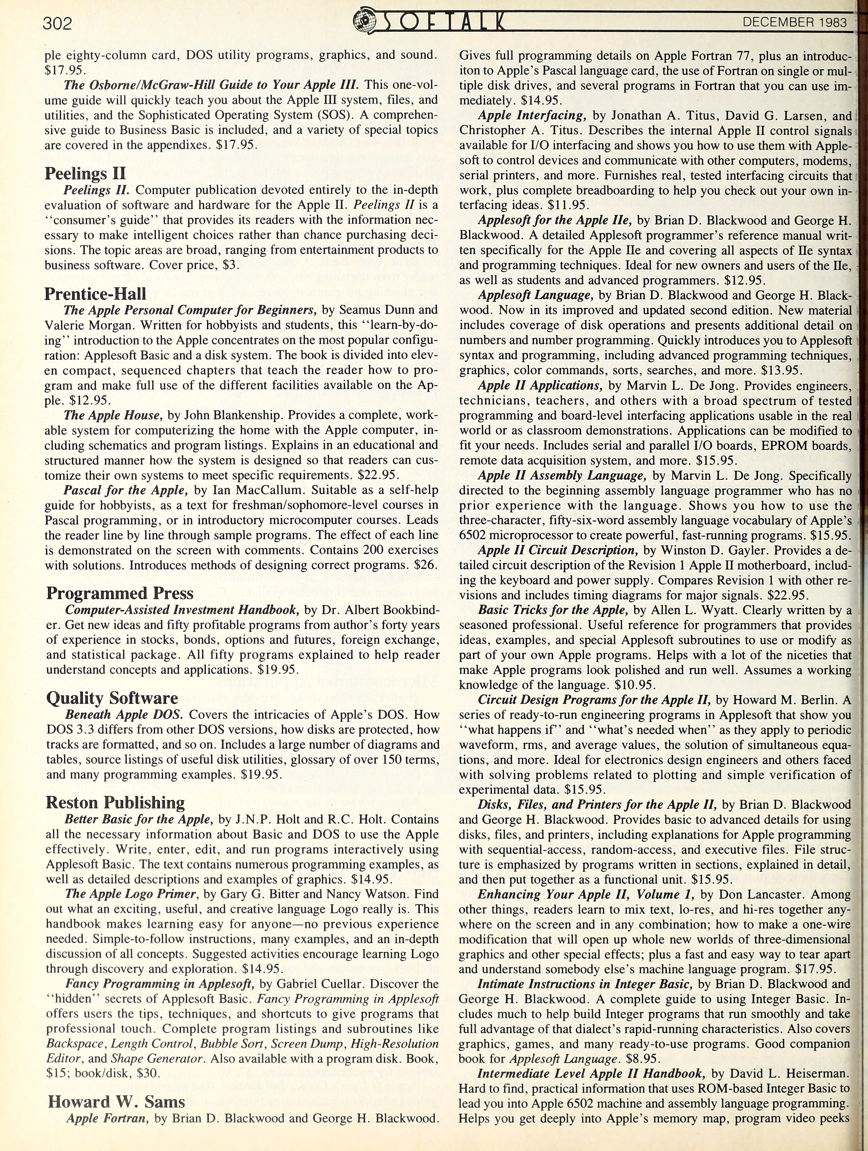 302
SOFTALK
DECEMBER 1983
ple eighty-column card, DOS utility programs, graphics, and sound.
$17.95.
The Osborne/McGraw-Hill Guide to Your Apple III. This one-vol-
ume guide will quickly teach you about the Apple III system, files, and
utilities, and the Sophisticated Operating System (SOS). A comprehen-
sive guide to Business Basic is included, and a variety of special topics
are covered in the appendixes. $17.95.
Peelings II
Peelings II. Computer publication devoted entirely to the in-depth
evaluation of software and hardware for the Apple II. Peelings II is a
‘‘consumer's guide’’ that provides its readers with the information nec-
essary to make intelligent choices rather than chance purchasing deci-
sions. The topic areas are broad, ranging from entertainment products to
business software. Cover price, $3.
Prentice-Hall
The Apple Personal Computer for Beginners, by Seamus Dunn and
Valerie Morgan. Written for hobbyists and students, this ‘‘learn-by-do-
ing’’ introduction to the Apple concentrates on the most popular configu-
ration: Applesoft Basic and a disk system. The book is divided into elev-
en compact, sequenced chapters that teach the reader how to pro-
gram and make full use of the different facilities available on the Ap-
ple. $12.95.
The Apple House, by John Blankenship. Provides a complete, work-
able system for computerizing the home with the Apple computer, in-
cluding schematics and program listings. Explains in an educational and
structured manner how the system is designed so that readers can cus-
tomize their own systems to meet specific requirements. $22.95.
Pascal for the Apple, by Ian MacCallum. Suitable as a self-help
guide for hobbyists, as a text for freshman/sophomore-level courses in
Pascal programming, or in introductory microcomputer courses. Leads
the reader line by line through sample programs. The effect of each line
is demonstrated on the screen with comments. Contains 200 exercises
with solutions. Introduces methods of designing correct programs. $26.
Programmed Press
Computer-Assisted Investment Handbook, by Dr. Albert Bookbind-
er. Get new ideas and fifty profitable programs from author's forty years
of experience in stocks, bonds, options and futures, foreign exchange,
and statistical package. All fifty programs explained to help reader
understand concepts and applications. $19.95.
Quality Software
Beneath Apple DOS. Covers the intricacies of Apple's DOS. How
DOS 3.3 differs from other DOS versions, how disks are protected, how
tracks are formatted, and so on. Includes a large number of diagrams and
tables, source listings of useful disk utilities, glossary of over 150 terms,
and many programming examples. $19.95.
Reston Publishing
Better Basic for the Apple, by J.N.P. Holt and R.C. Holt. Contains
all the necessary information about Basic and DOS to use the Apple
effectively. Write, enter, edit, and run programs interactively using
Applesoft Basic. The text contains numerous programming examples, as
well as detailed descriptions and examples of graphics. $14.95.
The Apple Logo Primer, by Gary G. Bitter and Nancy Watson. Find
out what an exciting, useful, and creative language Logo really is. This
handbook makes learning easy for anyone—no previous experience
needed. Simple-to-follow instructions, many examples, and an in-depth
discussion of all concepts. Suggested activities encourage learning Logo
through discovery and exploration. $14.95.
Fancy Programming in Applesoft, by Gabriel Cuellar. Discover the
‘‘hidden’’ secrets of Applesoft Basic. Fancy Programming in Applesoft
offers users the tips, techniques, and shortcuts to give programs that
professional touch. Complete program listings and subroutines like
Backspace, Length Control, Bubble Sort, Screen Dump, High-Resolution
Editor, and Shape Generator. Also available with a program disk. Book,
$15; book/disk, $30.
Howard W. Sams
Apple Fortran, by Brian D. Blackwood and George H. Blackwood.
Gives full programming details on Apple Fortran 77, plus an introduc-
iton to Apple's Pascal language card, the use of Fortran on single or mul-
tiple disk drives, and several programs in Fortran that you can use im-
mediately. $14.95.
Apple Interfacing, by Jonathan A. Titus, David G. Larsen, and
Christopher A. Titus. Describes the internal Apple II control signals
available for I/O interfacing and shows you how to use them with Apple-
soft to control devices and communicate with other computers, modems,
serial printers, and more. Furnishes real, tested interfacing circuits that
work, plus complete breadboarding to help you check out your own in-
terfacing ideas. $11.95.
Applesoft for the Apple IIe, by Brian D. Blackwood and George H.
Blackwood. A detailed Applesoft programmer's reference manual writ-
ten specifically for the Apple IIe and covering all aspects of IIe syntax
and programming techniques. Ideal for new owners and users of the IIe,
as well as students and advanced programmers. $12.95.
Applesoft Language, by Brian D. Blackwood and George H. Black-
wood. Now in its improved and updated second edition. New material
includes coverage of disk operations and presents additional detail on
numbers and number programming. Quickly introduces you to Applesoft
syntax and programming, including advanced programming techniques,
graphics, color commands, sorts, searches, and more. $13.95.
Apple II Applications, by Marvin L. De Jong. Provides engineers,
technicians, teachers, and others with a broad spectrum of tested
programming and board-level interfacing applications usable in the real
world or as classroom demonstrations. Applications can be modified to
fit your needs. Includes serial and parallel I/O boards, EPROM boards,
remote data acquisition system, and more. $15.95.
Apple II Assembly Language, by Marvin L. De Jong. Specifically
directed to the beginning assembly language programmer who has no
prior experience with the language. Shows you how to use the
three-character, fifty-six-word assembly language vocabulary of Apple's
6502 microprocessor to create powerful, fast-running programs. $15.95.
Apple II Circuit Description, by Winston D. Gayler. Provides a de-
tailed circuit description of the Revision 1 Apple II motherboard, includ-
ing the keyboard and power supply. Compares Revision 1 with other re-
visions and includes timing diagrams for major signals. $22.95.
Basic Tricks for the Apple, by Allen L. Wyatt. Clearly written by a
seasoned professional. Useful reference for programmers that provides
ideas, examples, and special Applesoft subroutines to use or modify as
part of your own Apple programs. Helps with a lot of the niceties that
make Apple programs look polished and run well. Assumes a working
knowledge of the language. $10.95.
Circuit Design Programs for the Apple II, by Howard M. Berlin. A
series of ready-to-run engineering programs in Applesoft that show you
‘‘what happens if’’ and ‘‘what's needed when’’ as they apply to periodic
waveform, rms, and average values, the solution of simultaneous equa-
tions, and more. Ideal for electronics design engineers and others faced
with solving problems related to plotting and simple verification of
experimental data. $15.95.
Disks, Files, and Printers for the Apple II, by Brian D. Blackwood
and George H. Blackwood. Provides basic to advanced details for using
disks, files, and printers, including explanations for Apple programming
with sequential-access, random-access, and executive files. File struc-
ture is emphasized by programs written in sections, explained in detail,
and then put together as a functional unit. $15.95.
Enhancing Your Apple II, Volume I, by Don Lancaster. Among
other things, readers learn to mix text, lo-res, and hi-res together any-
where on the screen and in any combination; how to make a one-wire
modification that will open up whole new worlds of three-dimensional
graphics and other special effects; plus a fast and easy way to tear apart
and understand somebody else's machine language program. $17.95.
Intimate Instructions in Integer Basic, by Brian D. Blackwood and
George H. Blackwood. A complete guide to using Integer Basic. In-
cludes much to help build Integer programs that run smoothly and take
full advantage of that dialect's rapid-running characteristics. Also covers
graphics, games, and many ready-to-use programs. Good companion
book for Applesoft Language. $8.95.
Intermediate Level Apple II Handbook, by David L. Heiserman.
Hard to find, practical information that uses ROM-based Integer Basic to
lead you into Apple 6502 machine and assembly language programming.
Helps you get deeply into Apple's memory map, program video peeks